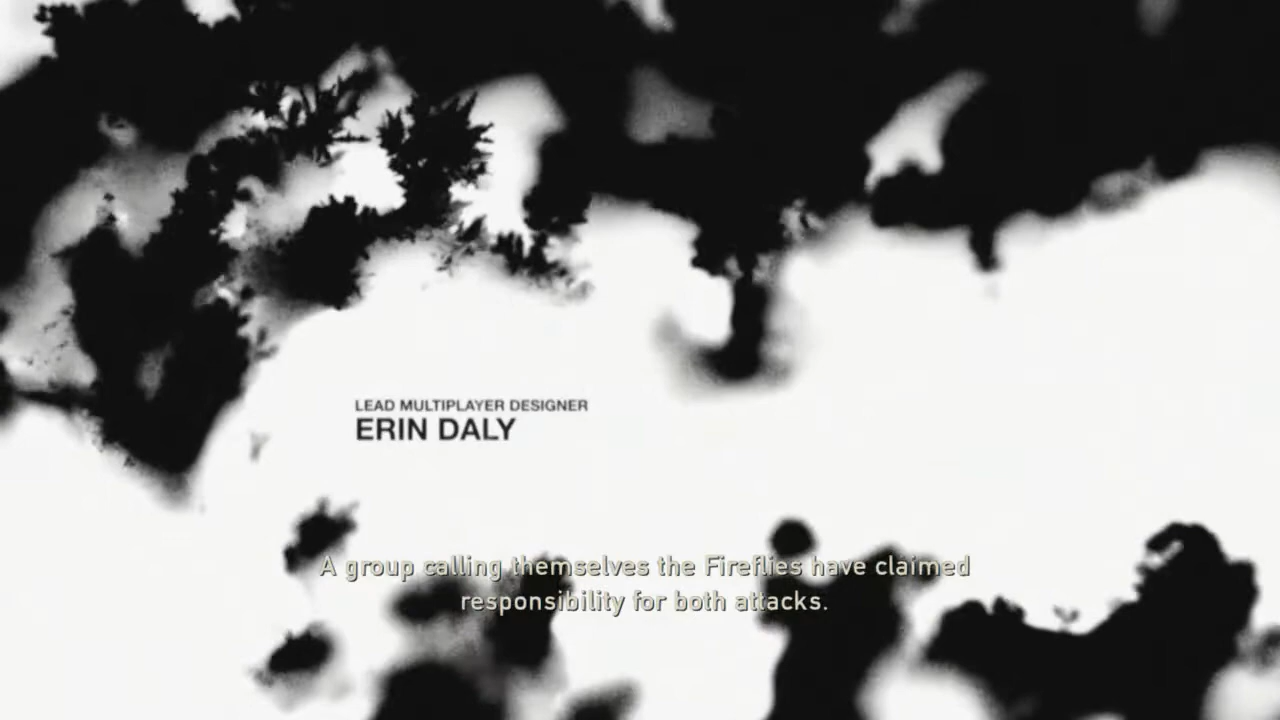 LEAD MULTIPLAYER DESIGNER
ERIN DALY
A group calling themselves the Fireflies have claimed
responsibility for both attacks.